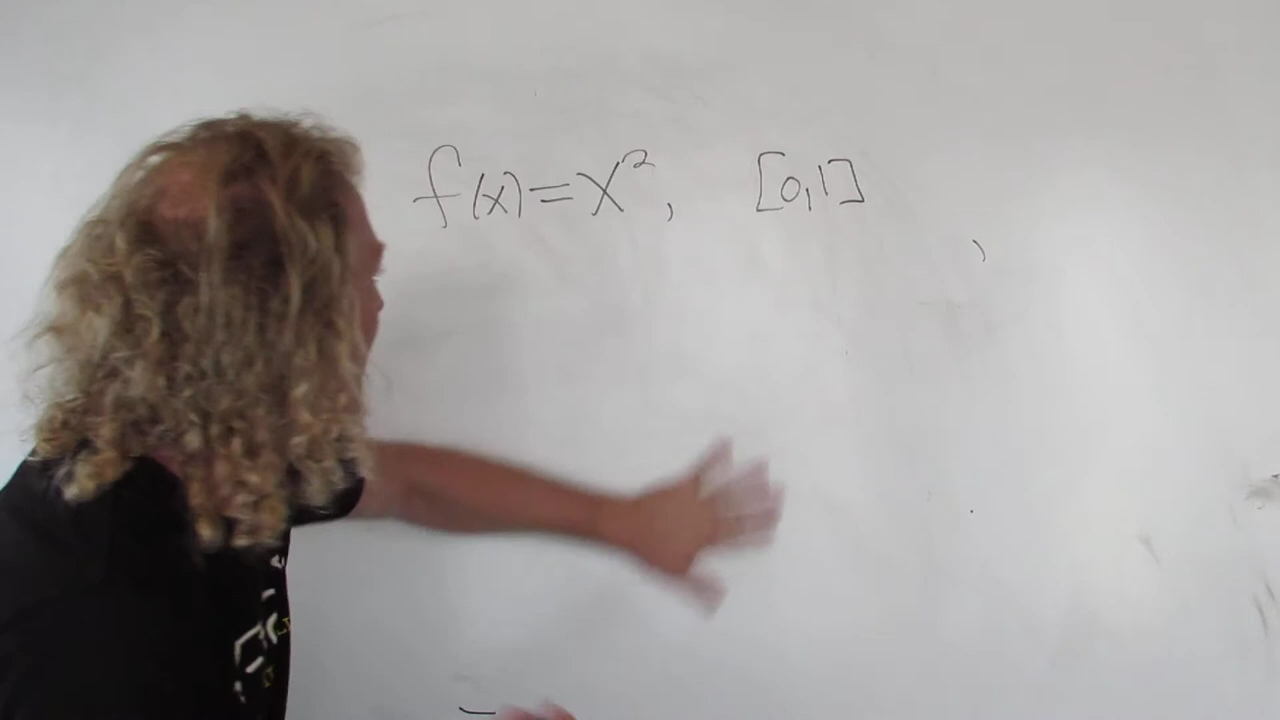 f(x)=x², [0,1]